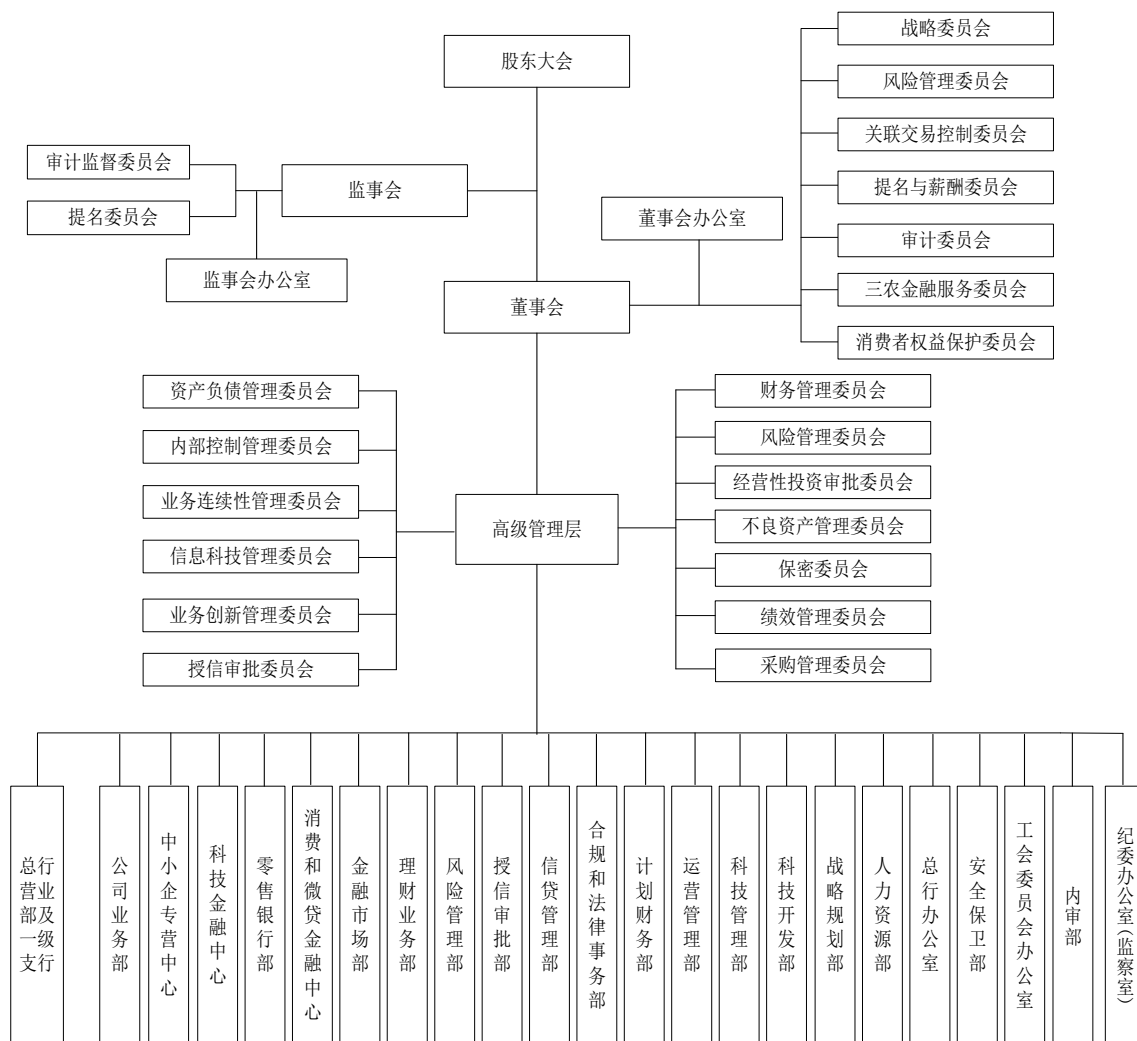 股东大会
战略委员会
风险管理委员会
关联交易控制委员会
提名与薪酬委员会
审计委员会
三农金融服务委员会
消费者权益保护委员会
审计监督委员会
提名委员会
监事会
监事会办公室
董事会办公室
董事会
资产负债管理委员会
内部控制管理委员会
业务连续性管理委员会
信息科技管理委员会
业务创新管理委员会
授信审批委员会
高级管理层
财务管理委员会
风险管理委员会
经营性投资审批委员会
不良资产管理委员会
保密委员会
绩效管理委员会
采购管理委员会
总行
营业
部及
一级
支行
公司业务部
中小企专营中心
科技金融中心
零售银行部
消费和微贷金融中心
金融市场部
理财业务部
风险管理部
授信审批部
信贷管理部
合规和法律事务部
计划财务部
运营管理部
科技管理部
科技开发部
战略规划部
人力资源部
总行办公室
安全保卫部
工会委员会办公室
内审部
纪委办公室(监察室)